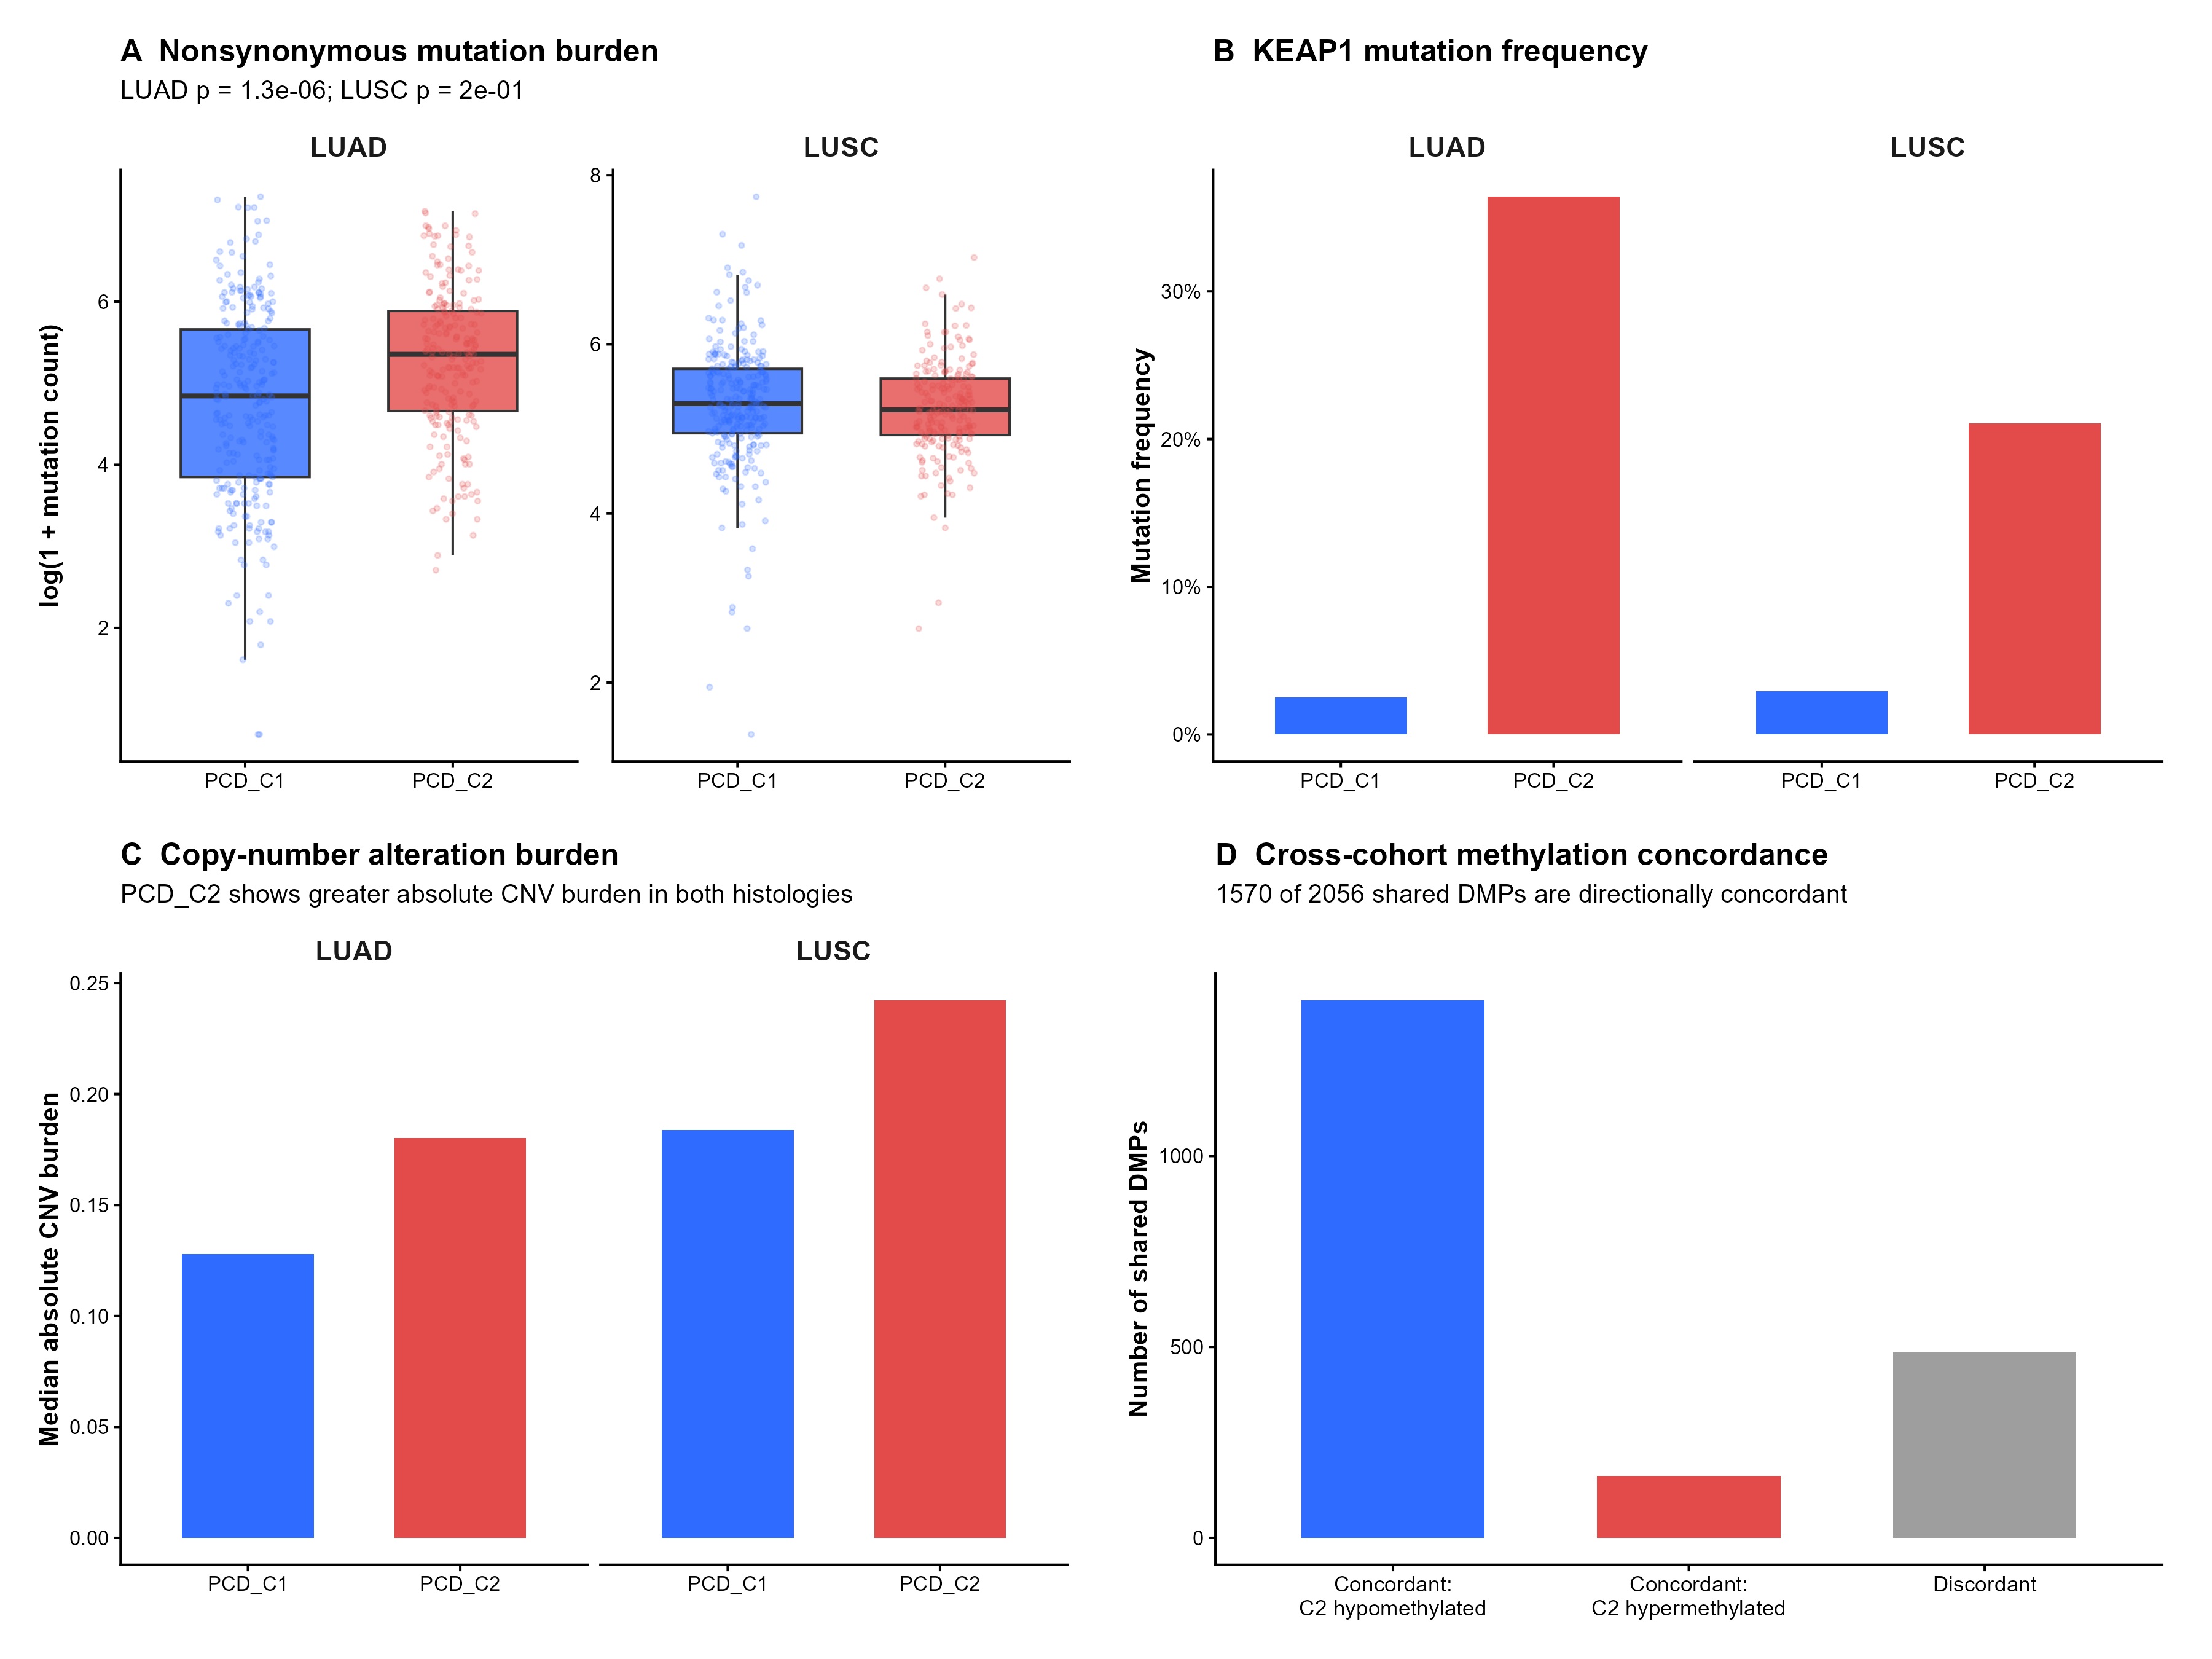 A  Nonsynonymous mutation burden
LUAD p = 1.3e-06; LUSC p = 2e-01
LUAD
LUSC
log(1 + mutation count)
6
4
2
8
6
4
2
PCD_C1
PCD_C2
PCD_C1
PCD_C2
B  KEAP1 mutation frequency
LUAD
LUSC
Mutation frequency
30%
20%
10%
0%
PCD_C1
PCD_C2
PCD_C1
PCD_C2
C  Copy-number alteration burden
PCD_C2 shows greater absolute CNV burden in both histologies
LUAD
LUSC
Median absolute CNV burden
0.25
0.20
0.15
0.10
0.05
0.00
PCD_C1
PCD_C2
PCD_C1
PCD_C2
D  Cross-cohort methylation concordance
1570 of 2056 shared DMPs are directionally concordant
Number of shared DMPs
1000
500
0
Concordant:
C2 hypomethylated
Concordant:
C2 hypermethylated
Discordant